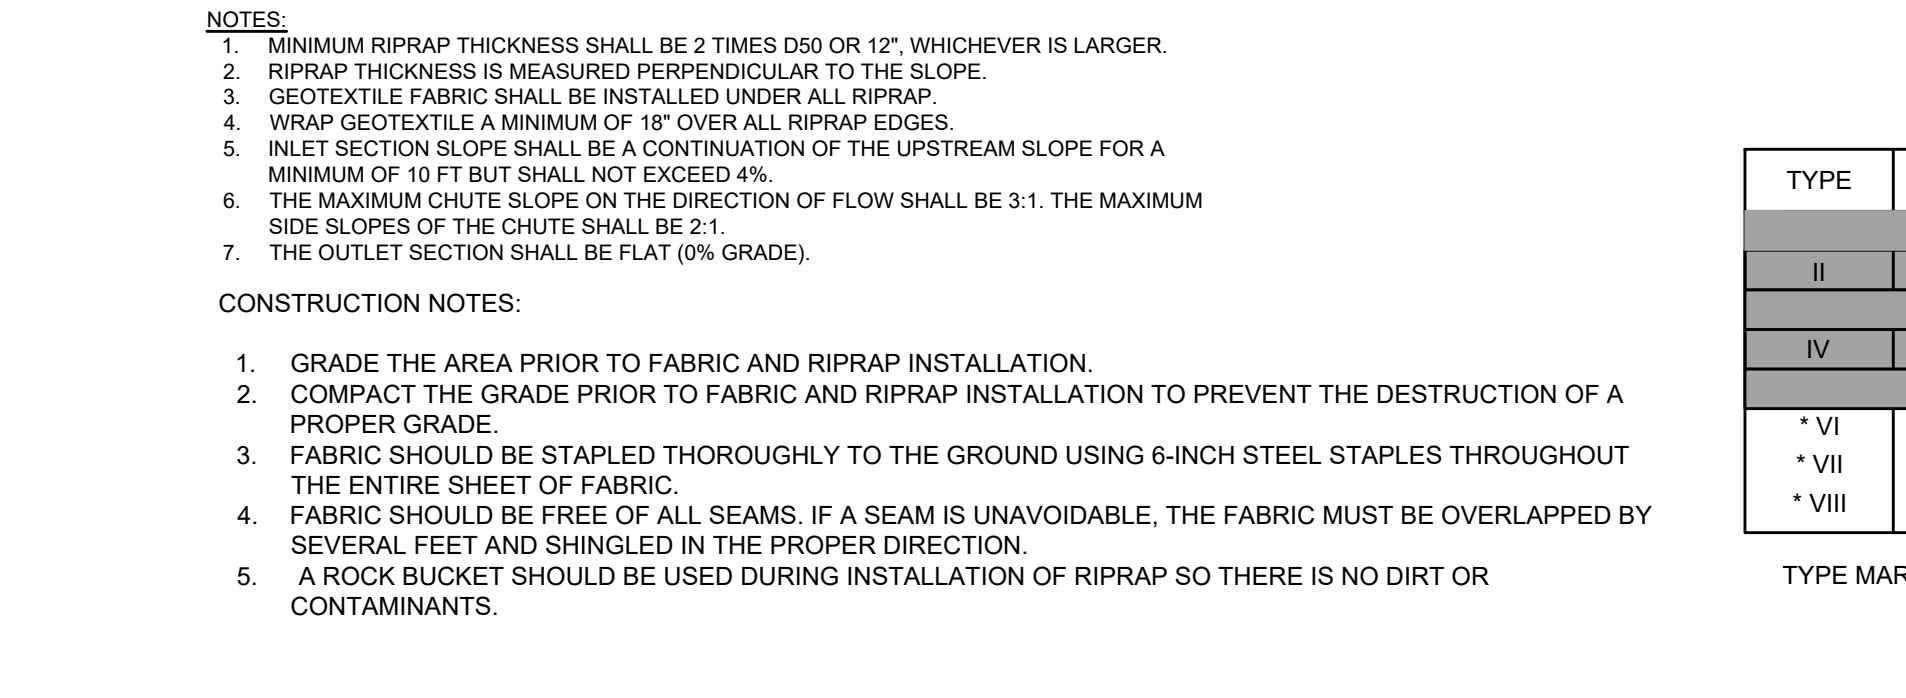 NOTES:
1. MINIMUM RIPRAP THICKNESS SHALL BE 2 TIMES D50 OR 12", WHICHEVER IS LARGER.
2. RIPRAP THICKNESS IS MEASURED PERPENDICULAR TO THE SLOPE.
3. GEOTEXTILE FABRIC SHALL BE INSTALLED UNDER ALL RIPRAP.
4. WRAP GEOTEXTILE A MINIMUM OF 18" OVER ALL RIPRAP EDGES.
5. INLET SECTION SLOPE SHALL BE A CONTINUATION OF THE UPSTREAM SLOPE FOR A
MINIMUM OF 10 FT BUT SHALL NOT EXCEED 4%.
6. THE MAXIMUM CHUTE SLOPE ON THE DIRECTION OF FLOW SHALL BE 3:1. THE MAXIMUM
SIDE SLOPES OF THE CHUTE SHALL BE 2:1.
7. THE OUTLET SECTION SHALL BE FLAT (0% GRADE).
CONSTRUCTION NOTES:
1. GRADE THE AREA PRIOR TO FABRIC AND RIPRAP INSTALLATION.
2. COMPACT THE GRADE PRIOR TO FABRIC AND RIPRAP INSTALLATION TO PREVENT THE DESTRUCTION OF A
PROPER GRADE.
3. FABRIC SHOULD BE STAPLED THOROUGHLY TO THE GROUND USING 6-INCH STEEL STAPLES THROUGHOUT
THE ENTIRE SHEET OF FABRIC.
4. FABRIC SHOULD BE FREE OF ALL SEAMS. IF A SEAM IS UNAVOIDABLE, THE FABRIC MUST BE OVERLAPPED BY
SEVERAL FEET AND SHINGLED IN THE PROPER DIRECTION.
5. A ROCK BUCKET SHOULD BE USED DURING INSTALLATION OF RIPRAP SO THERE IS NO DIRT OR
CONTAMINANTS.
TYPE
II
IV
* VI
* VII
* VIII
TYPE